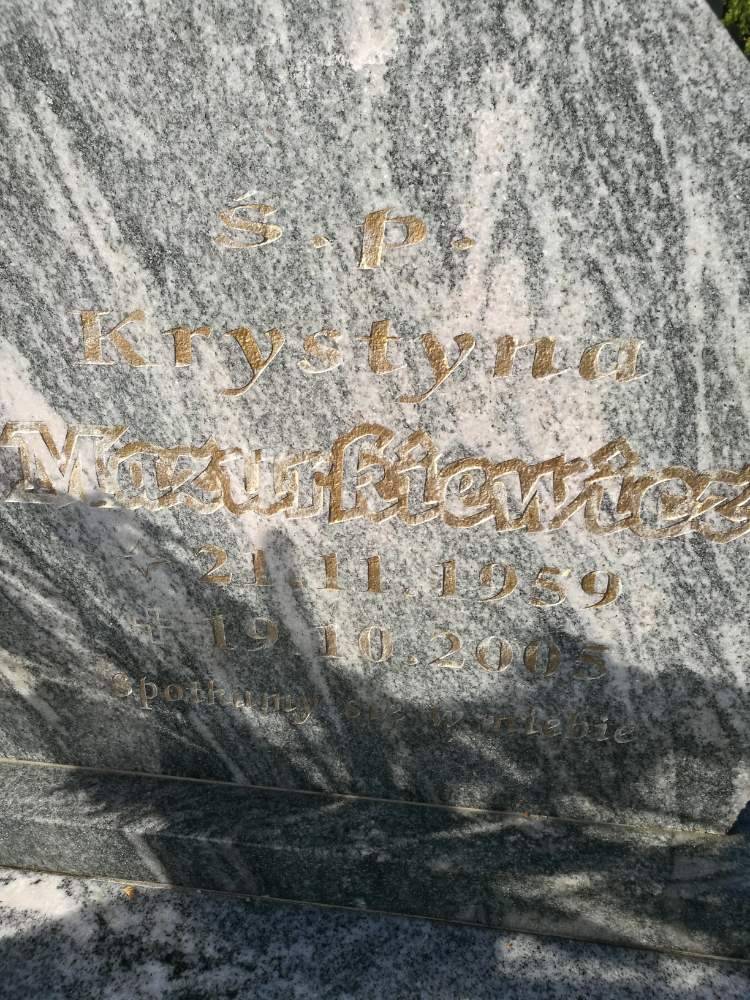 Ś. P.
Krystyna
Mazurkiewicz
* 21.11.1959
+ 19.10.2005
Spotkamy się w niebie